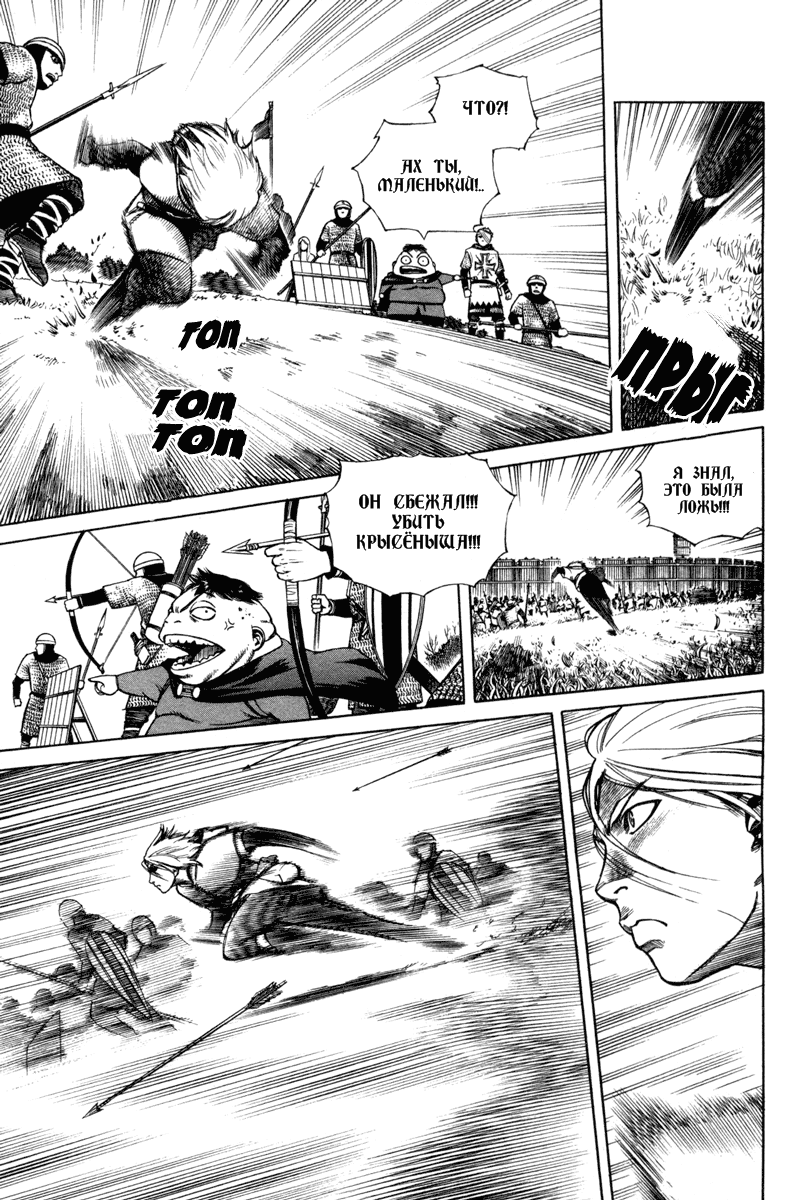 ПРЫГ
ЧТО?!
АХ ТЫ,
МАЛЕНЬКИЙ!..
ТОП
ТОП
ТОП
Я ЗНАЛ,
ЭТО БЫЛА
ЛОЖЬ!!!
ОН СБЕЖАЛ!!!
УБИТЬ
КРЫСЁНЫША!!!